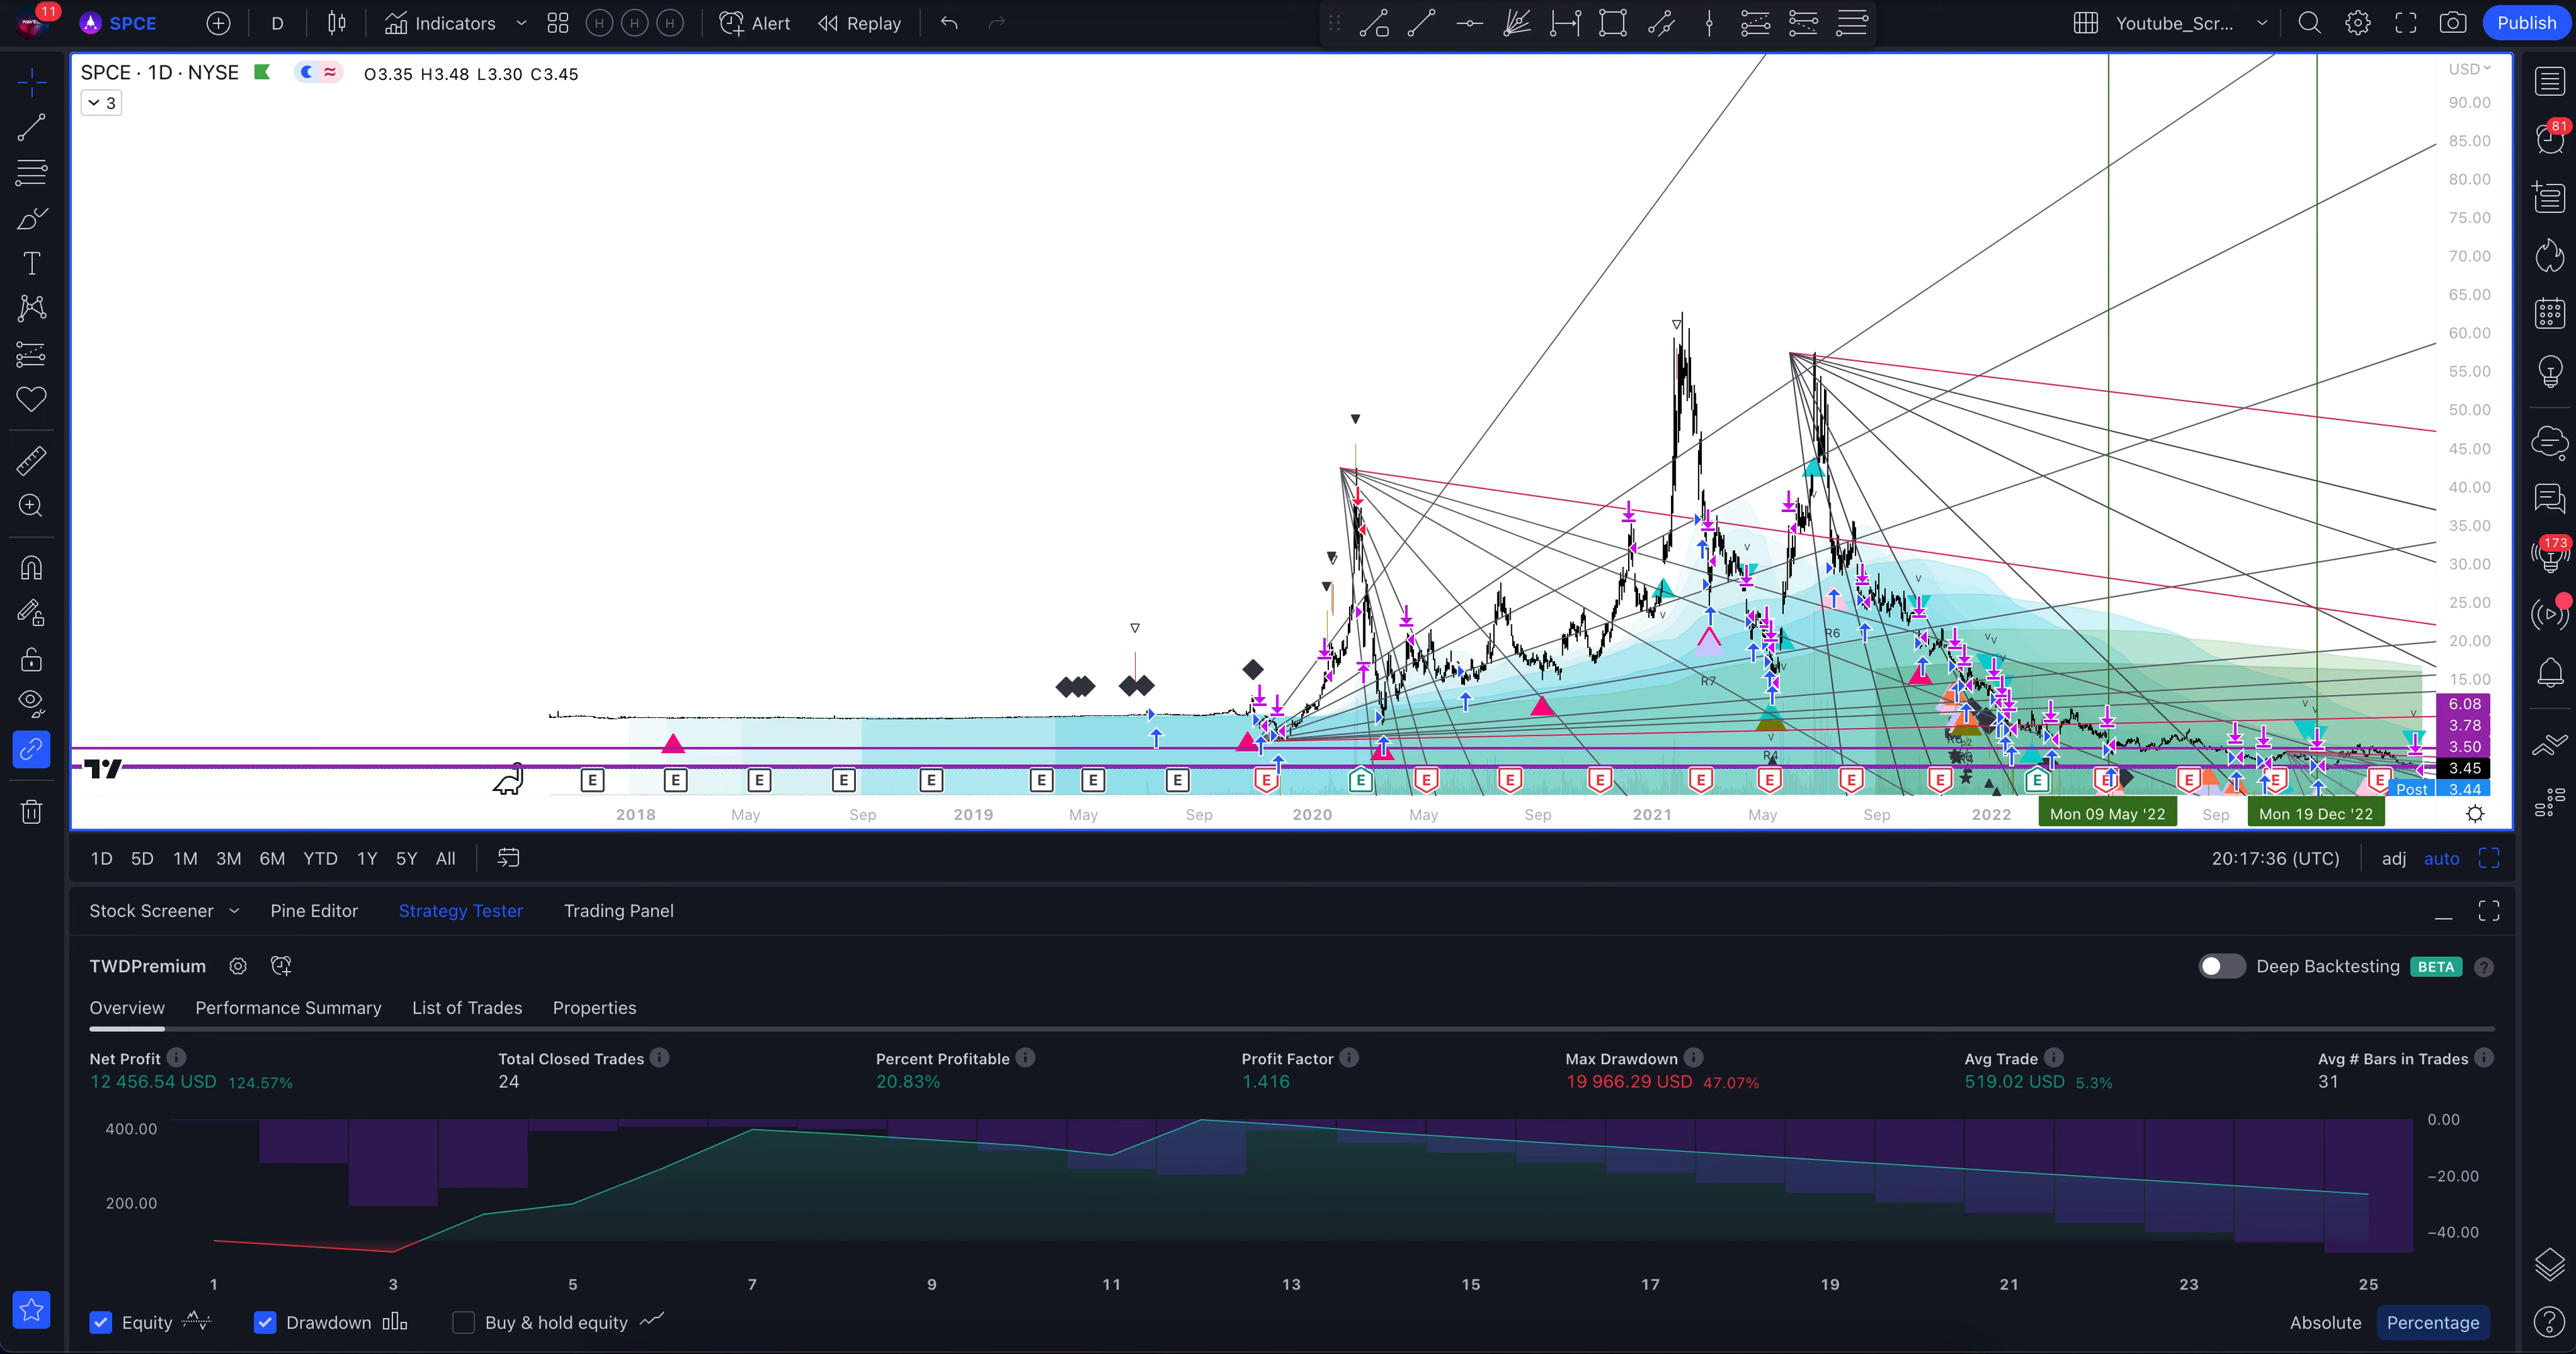 11 SPCE D Indicators H H H Alert Replay Youtube_Scr... Publish
SPCE · 1D · NYSE O3.35 H3.48 L3.30 C3.45
3
USD
90.00
85.00
80.00
75.00
70.00
65.00
60.00
55.00
50.00
45.00
40.00
35.00
30.00
25.00
20.00
15.00
6.08
3.78
3.50
3.45
Post 3.44
81
173
R7
R6
R4
E E E E E E E E E E E E E E E E E E E E E E
2018 May Sep 2019 May Sep 2020 May Sep 2021 May Sep 2022 Mon 09 May '22 Sep Mon 19 Dec '22
1D 5D 1M 3M 6M YTD 1Y 5Y All 20:17:36 (UTC) adj auto
Stock Screener Pine Editor Strategy Tester Trading Panel
TWDPremium Deep Backtesting BETA ?
Overview Performance Summary List of Trades Properties
Net Profit Total Closed Trades Percent Profitable Profit Factor Max Drawdown Avg Trade Avg # Bars in Trades
12 456.54 USD 124.57% 24 20.83% 1.416 19 966.29 USD 47.07% 519.02 USD 5.3% 31
400.00
200.00
0.00
−20.00
−40.00
1 3 5 7 9 11 13 15 17 19 21 23 25
Equity Drawdown Buy & hold equity Absolute Percentage